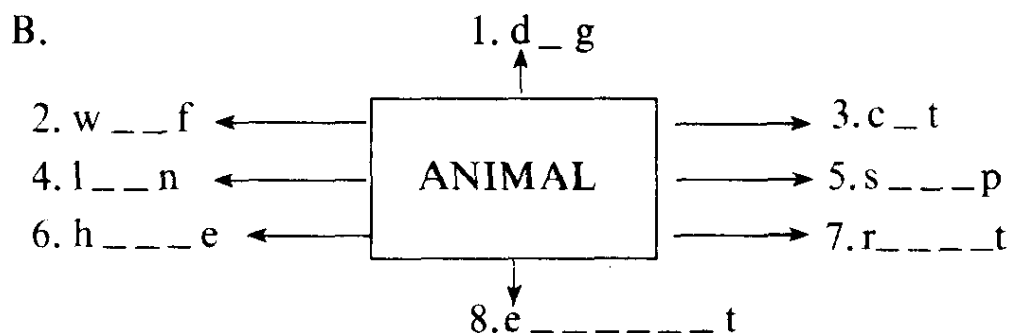 B.
1. d _ g
2. w _ _ f
3. c _ t
4. l _ _ n
ANIMAL
5. s _ _ _ p
6. h _ _ _ e
7. r _ _ _ _ t
8. e _ _ _ _ _ _ t